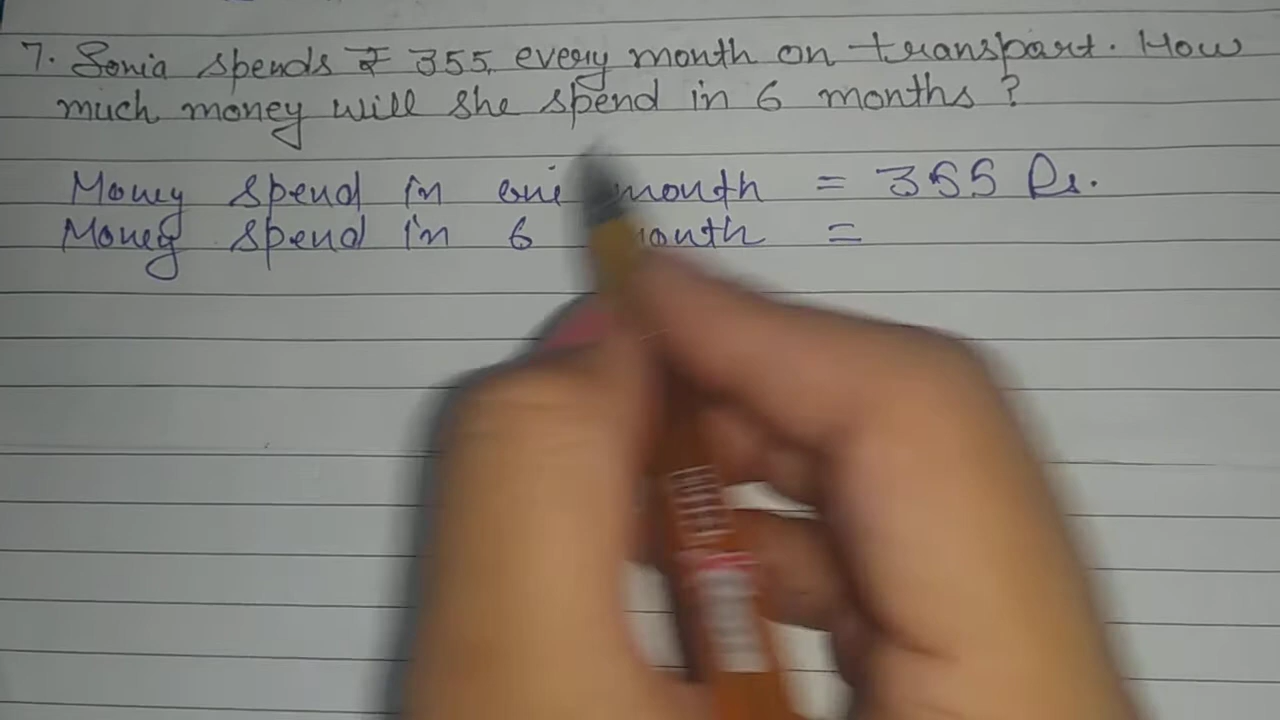 7. Sonia spends ₹ 355 every month on transpart. How
much money will she spend in 6 months ?
Money spend in one month = 355 Rs.
Money spend in 6 month =